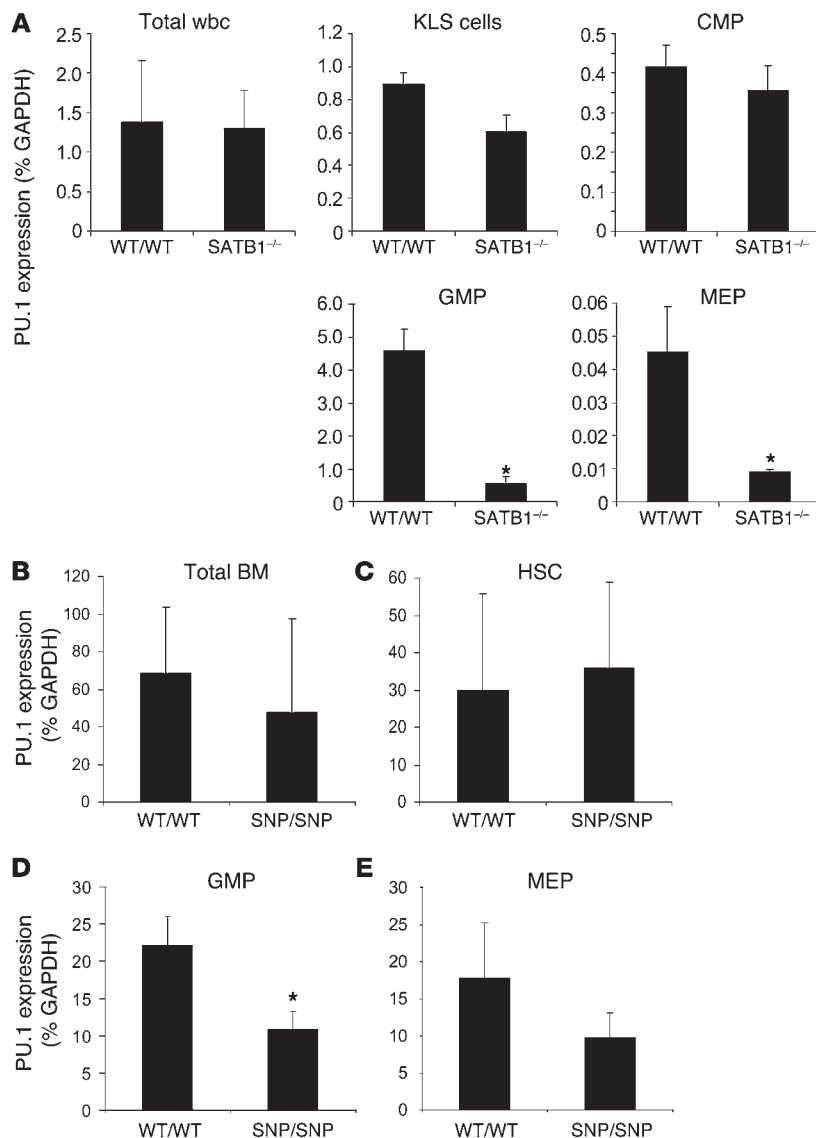 A
Total wbc
KLS cells
CMP
PU.1 expression (% GAPDH)
2.5
2.0
1.5
1.0
0.5
0
WT/WT SATB1–/–
1.2
1.0
0.8
0.6
0.4
0.2
0
WT/WT SATB1–/–
0.5
0.4
0.3
0.2
0.1
0
WT/WT SATB1–/–
GMP
MEP
6.0
5.0
4.0
3.0
2.0
1.0
0
*
WT/WT SATB1–/–
0.06
0.05
0.04
0.03
0.02
0.01
0
*
WT/WT SATB1–/–
B
Total BM
PU.1 expression
(% GAPDH)
120
100
80
60
40
20
0
WT/WT SNP/SNP
C
HSC
60
50
40
30
20
10
0
WT/WT SNP/SNP
D
GMP
PU.1 expression
(% GAPDH)
30
25
20
15
10
5
0
*
WT/WT SNP/SNP
E
MEP
30
25
20
15
10
5
0
WT/WT SNP/SNP